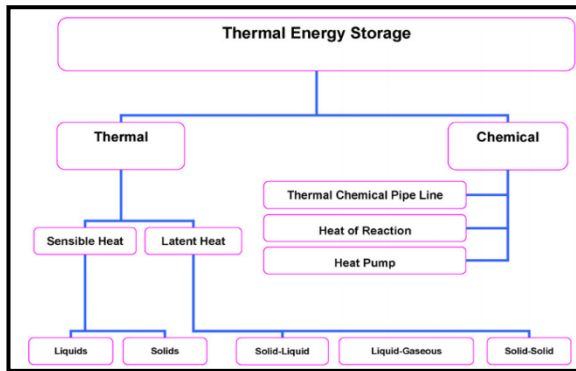 Thermal Energy Storage
Thermal
Chemical
Thermal Chemical Pipe Line
Heat of Reaction
Heat Pump
Sensible Heat
Latent Heat
Liquids
Solids
Solid-Liquid
Liquid-Gaseous
Solid-Solid